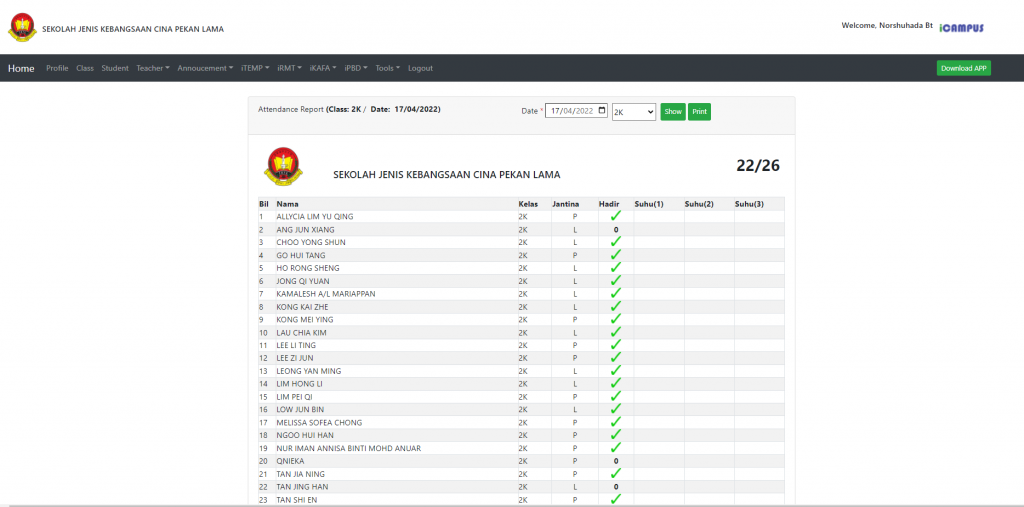 SEKOLAH JENIS KEBANGSAAN CINA PEKAN LAMA
Welcome, Norshuhada Bt iCAMPUS
Home Profile Class Student Teacher Annoucement iTEMP iRMT iKAFA iPBD Tools Logout Download APP
Attendance Report (Class: 2K / Date: 17/04/2022) Date * 17/04/2022 2K Show Print
SEKOLAH JENIS KEBANGSAAN CINA PEKAN LAMA 22/26
Bil Nama Kelas Jantina Hadir Suhu(1) Suhu(2) Suhu(3)
1 ALLYCIA LIM YU QING 2K P
2 ANG JUN XIANG 2K L 0
3 CHOO YONG SHUN 2K L
4 GO HUI TANG 2K P
5 HO RONG SHENG 2K L
6 JONG QI YUAN 2K L
7 KAMALESH A/L MARIAPPAN 2K L
8 KONG KAI ZHE 2K L
9 KONG MEI YING 2K P
10 LAU CHIA KIM 2K L
11 LEE LI TING 2K P
12 LEE ZI JUN 2K P
13 LEONG YAN MING 2K L
14 LIM HONG LI 2K L
15 LIM PEI QI 2K P
16 LOW JUN BIN 2K L
17 MELISSA SOFEA CHONG 2K P
18 NGOO HUI HAN 2K P
19 NUR IMAN ANNISA BINTI MOHD ANUAR 2K P
20 QNIEKA 2K P 0
21 TAN JIA NING 2K P
22 TAN JING HAN 2K L 0
23 TAN SHI EN 2K P